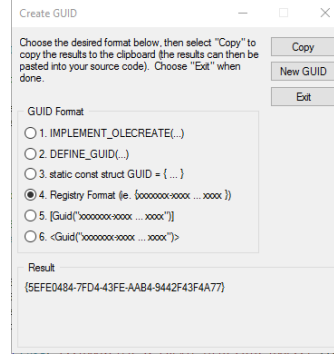 Create GUID
Choose the desired format below, then select "Copy" to
copy the results to the clipboard (the results can then be
pasted into your source code). Choose "Exit" when
done.
Copy
New GUID
Exit
GUID Format
1. IMPLEMENT_OLECREATE(...)
2. DEFINE_GUID(...)
3. static const struct GUID = { ... }
4. Registry Format (ie. {xxxxxxxx-xxxx ... xxxx })
5. [Guid("xxxxxxxx-xxxx ... xxxx")]
6. <Guid("xxxxxxxx-xxxx ... xxxx")>
Result
{5EFE0484-7FD4-43FE-AAB4-9442F43F4A77}